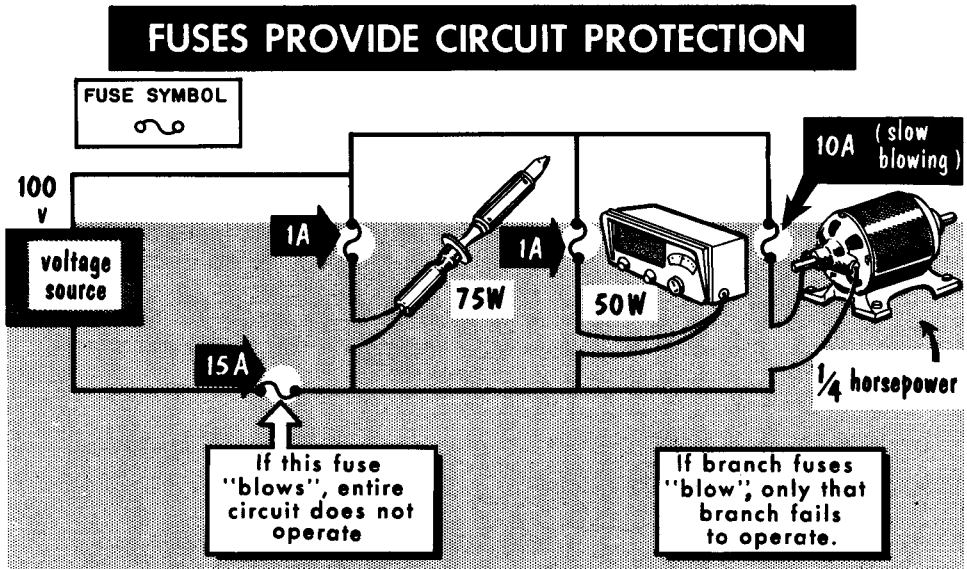 FUSES PROVIDE CIRCUIT PROTECTION
FUSE SYMBOL
100
v
voltage
source
1A
75W
1A
50W
10A (slow
blowing)
1/4 horsepower
15A
If this fuse
"blows", entire
circuit does not
operate
If branch fuses
"blow", only that
branch fails
to operate.